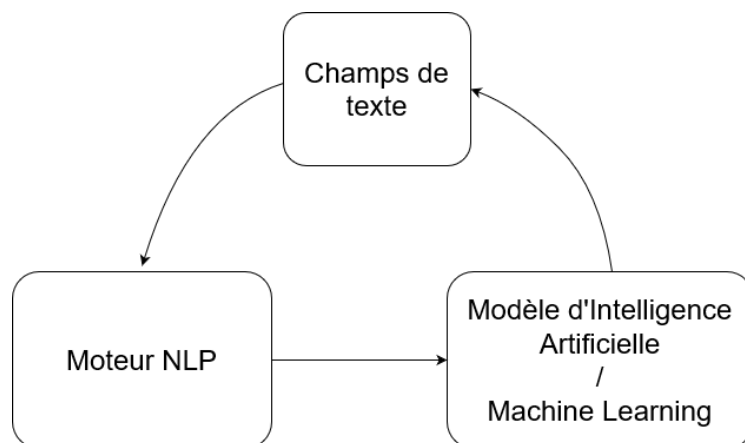 Champs de
texte
Moteur NLP
Modèle d'Intelligence
Artificielle
/
Machine Learning